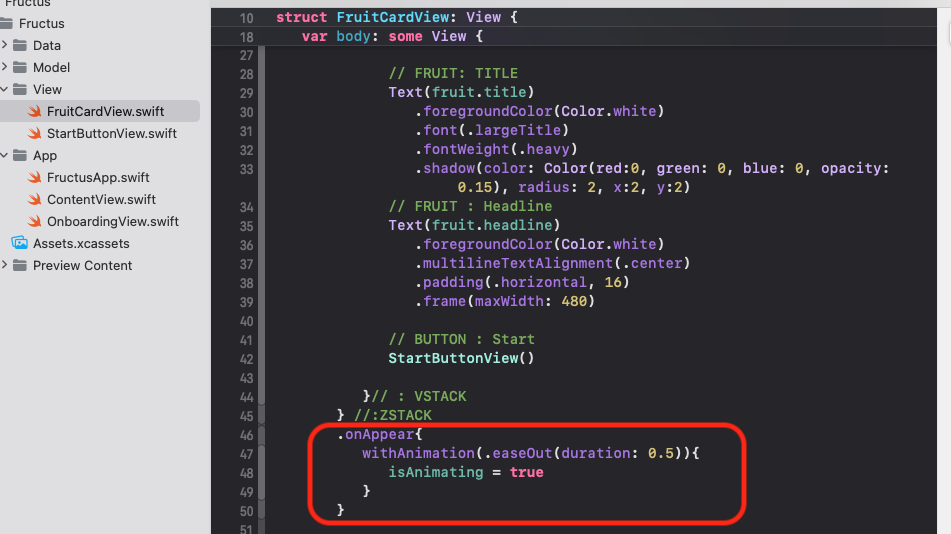 Fructus
Fructus
Data
Model
View
FruitCardView.swift
StartButtonView.swift
App
FructusApp.swift
ContentView.swift
OnboardingView.swift
Assets.xcassets
Preview Content
10 struct FruitCardView: View {
18 var body: some View {
27
28 // FRUIT: TITLE
29 Text(fruit.title)
30 .foregroundColor(Color.white)
31 .font(.largeTitle)
32 .fontWeight(.heavy)
33 .shadow(color: Color(red:0, green: 0, blue: 0, opacity:
0.15), radius: 2, x:2, y:2)
34 // FRUIT : Headline
35 Text(fruit.headline)
36 .foregroundColor(Color.white)
37 .multilineTextAlignment(.center)
38 .padding(.horizontal, 16)
39 .frame(maxWidth: 480)
40
41 // BUTTON : Start
42 StartButtonView()
43
44 }// : VSTACK
45 } //:ZSTACK
46 .onAppear{
47 withAnimation(.easeOut(duration: 0.5)){
48 isAnimating = true
49 }
50 }
51